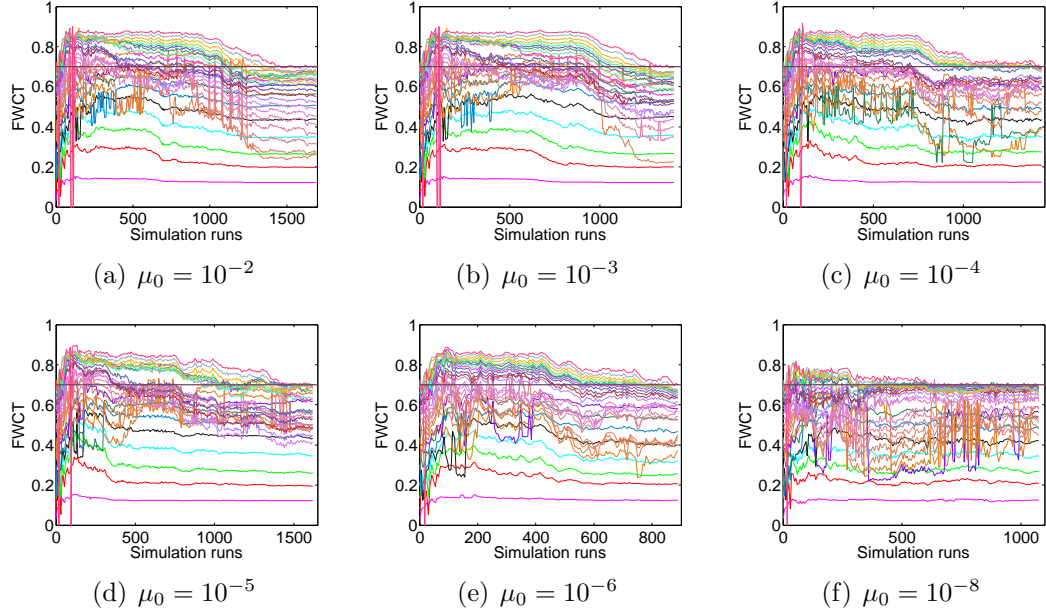 1
0.8
0.6
0.4
0.2
0
FWCT
0 500 1000 1500
Simulation runs
(a) μ₀ = 10⁻²
1
0.8
0.6
0.4
0.2
0
FWCT
0 500 1000
Simulation runs
(b) μ₀ = 10⁻³
1
0.8
0.6
0.4
0.2
0
FWCT
0 500 1000
Simulation runs
(c) μ₀ = 10⁻⁴
1
0.8
0.6
0.4
0.2
0
FWCT
0 500 1000 1500
Simulation runs
(d) μ₀ = 10⁻⁵
1
0.8
0.6
0.4
0.2
0
FWCT
0 200 400 600 800
Simulation runs
(e) μ₀ = 10⁻⁶
1
0.8
0.6
0.4
0.2
0
FWCT
0 500 1000
Simulation runs
(f) μ₀ = 10⁻⁸